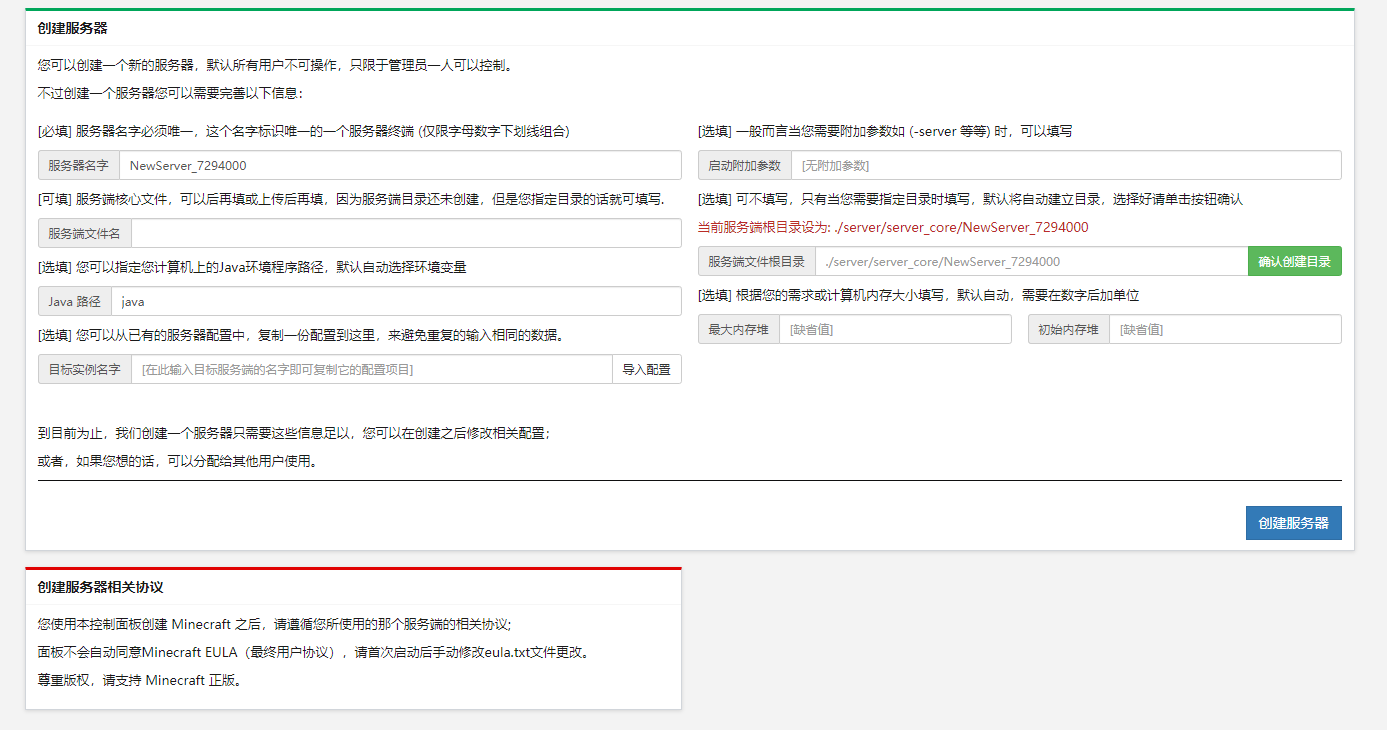 创建服务器
您可以创建一个新的服务器，默认所有用户不可操作，只限于管理员一人可以控制。
不过创建一个服务器您可以需要完善以下信息：
[必填] 服务器名字必须唯一，这个名字标识唯一的一个服务器终端 (仅限字母数字下划线组合)
服务器名字 NewServer_7294000
[可填] 服务端核心文件，可以后再填或上传后再填，因为服务端目录还未创建，但是您指定目录的话就可填写.
服务端文件名
[选填] 您可以指定您计算机上的Java环境程序路径，默认自动选择环境变量
Java 路径 java
[选填] 您可以从已有的服务器配置中，复制一份配置到这里，来避免重复的输入相同的数据。
目标实例名字 [在此输入目标服务端的名字即可复制它的配置项目] 导入配置
[选填] 一般而言当您需要附加参数如 (-server 等等) 时，可以填写
启动附加参数 [无附加参数]
[选填] 可不填写，只有当您需要指定目录时填写，默认将自动建立目录，选择好请单击按钮确认
当前服务端根目录设为: ./server/server_core/NewServer_7294000
服务端文件根目录 ./server/server_core/NewServer_7294000 确认创建目录
[选填] 根据您的需求或计算机内存大小填写，默认自动，需要在数字后加单位
最大内存堆 [缺省值] 初始内存堆 [缺省值]
到目前为止，我们创建一个服务器只需要这些信息足以，您可以在创建之后修改相关配置；
或者，如果您想的话，可以分配给其他用户使用。
创建服务器
创建服务器相关协议
您使用本控制面板创建 Minecraft 之后，请遵循您所使用的那个服务端的相关协议;
面板不会自动同意Minecraft EULA（最终用户协议），请首次启动后手动修改eula.txt文件更改。
尊重版权，请支持 Minecraft 正版。